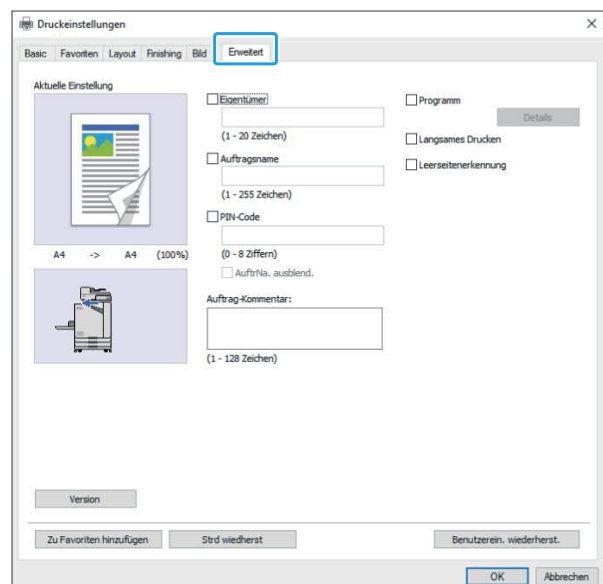 Druckeinstellungen
Basic Favoriten Layout Finishing Bild Erweitert
Aktuelle Einstellung
A4 -> A4 (100%)
Eigentümer
(1 - 20 Zeichen)
Auftragsname
(1 - 255 Zeichen)
PIN-Code
(0 - 8 Ziffern)
AuftrNa. ausblend.
Auftrag-Kommentar:
(1 - 128 Zeichen)
Programm
Details
Langsames Drucken
Leerseitenerkennung
Version
Zu Favoriten hinzufügen Strd wiedherst Benutzerein. wiederherst.
OK Abbrechen